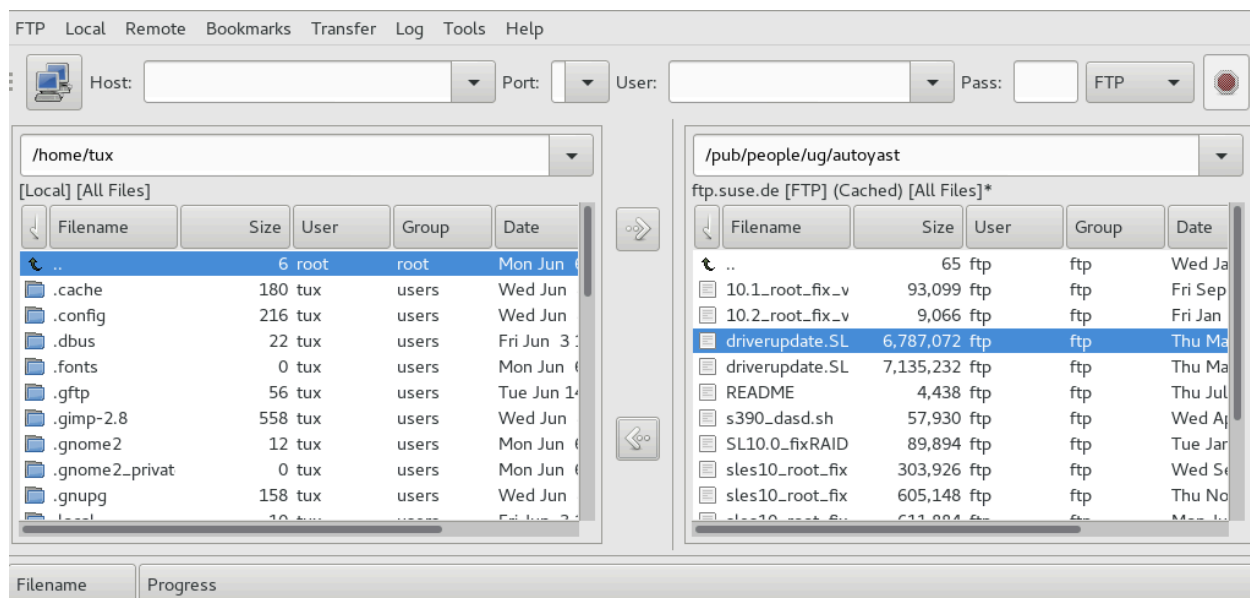 FTP Local Remote Bookmarks Transfer Log Tools Help
Host: Port: User: Pass: FTP
/home/tux
[Local] [All Files]
Filename Size User Group Date
.. 6 root root Mon Jun
.cache 180 tux users Wed Jun
.config 216 tux users Wed Jun
.dbus 22 tux users Fri Jun 3
.fonts 0 tux users Mon Jun
.gftp 56 tux users Tue Jun 14
.gimp-2.8 558 tux users Wed Jun
.gnome2 12 tux users Mon Jun
.gnome2_privat 0 tux users Mon Jun
.gnupg 158 tux users Wed Jun
/pub/people/ug/autoyast
ftp.suse.de [FTP] (Cached) [All Files]*
Filename Size User Group Date
.. 65 ftp ftp Wed Ja
10.1_root_fix_v 93,099 ftp ftp Fri Sep
10.2_root_fix_v 9,066 ftp ftp Fri Jan
driverupdate.SL 6,787,072 ftp ftp Thu Ma
driverupdate.SL 7,135,232 ftp ftp Thu Ma
README 4,438 ftp ftp Thu Jul
s390_dasd.sh 57,930 ftp ftp Wed Ap
SL10.0_fixRAID 89,894 ftp ftp Tue Jar
sles10_root_fix 303,926 ftp ftp Wed Se
sles10_root_fix 605,148 ftp ftp Thu No
Filename Progress